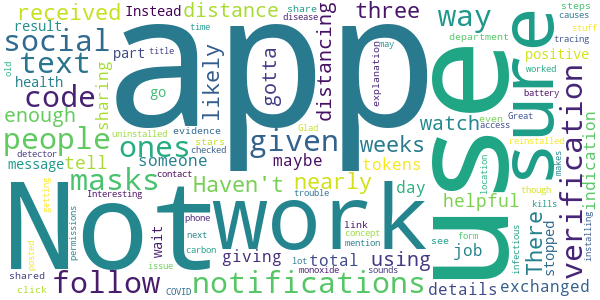 received Instead distance three way
social
result time share
disease
text part title
code
health
old
enough
sharing
go
likely
gotta
distancing
explanation
app
use
sure
department steps
causes
tracing stuff
positive
may
battery
worked
even
Great
access
people
uninstalled
evidence stars
checked
Glad
given
weeks
watch
reinstalled
verification
indication
ones
message tell
detector
someone
maybe
tokens
makes
location
though
masks
contact
Haven't nearly
day
helpful
installing
Not
work
Interesting
trouble
getting
permissions
posted
wait
phone
next
carbon
link
concept
mention
see
form
job
kills
There
stopped
infectious
issue
giving
total using
shared
click
follow
COVID
lot
monoxide
sounds
notifications
details exchanged